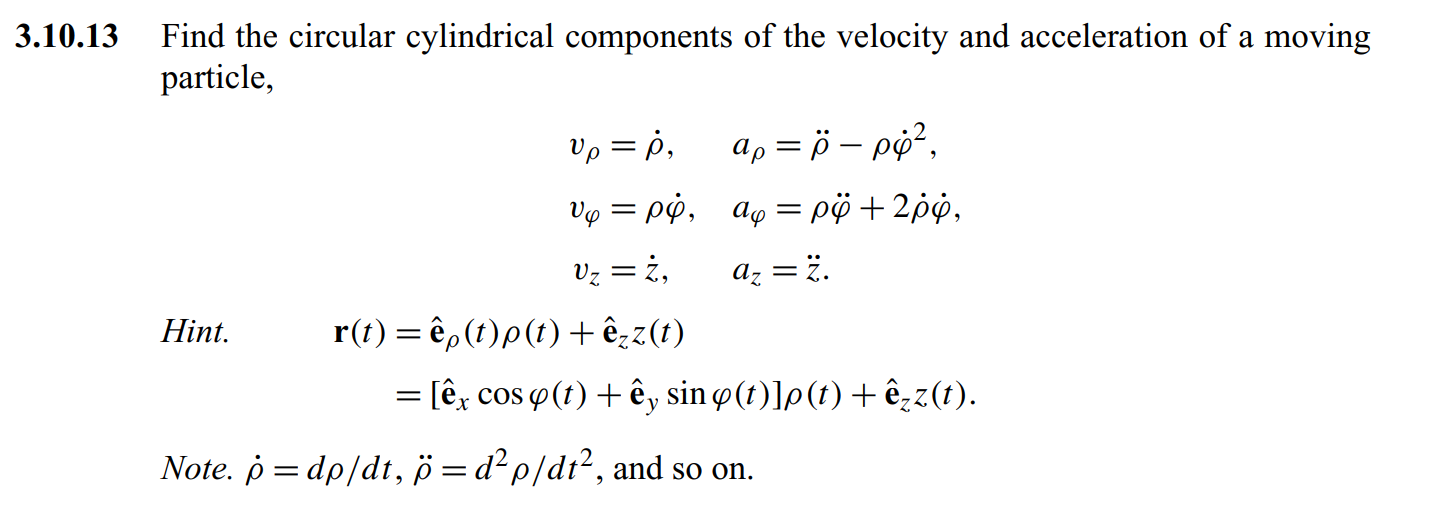 3.10.13 Find the circular cylindrical components of the velocity and acceleration of a moving
particle,
v_ρ = ρ̇, a_ρ = ρ̈ − ρφ̇²,
v_φ = ρφ̇, a_φ = ρφ̈ + 2ρ̇φ̇,
v_z = ż, a_z = z̈.
Hint. r(t) = ê_ρ(t)ρ(t) + ê_z z(t)
= [ê_x cos φ(t) + ê_y sin φ(t)]ρ(t) + ê_z z(t).
Note. ρ̇ = dρ/dt, ρ̈ = d²ρ/dt², and so on.